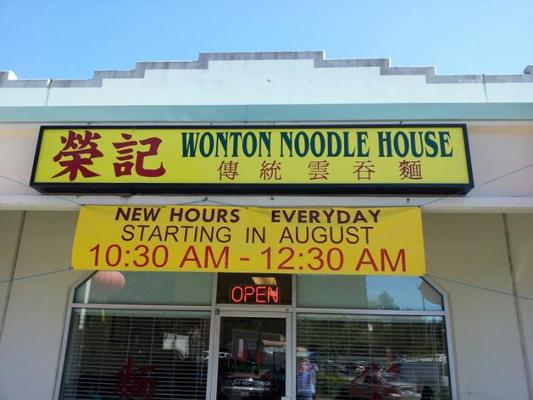 榮記 WONTON NOODLE HOUSE
傳統雲吞麵
NEW HOURS EVERYDAY
STARTING IN AUGUST
10:30 AM - 12:30 AM
OPEN